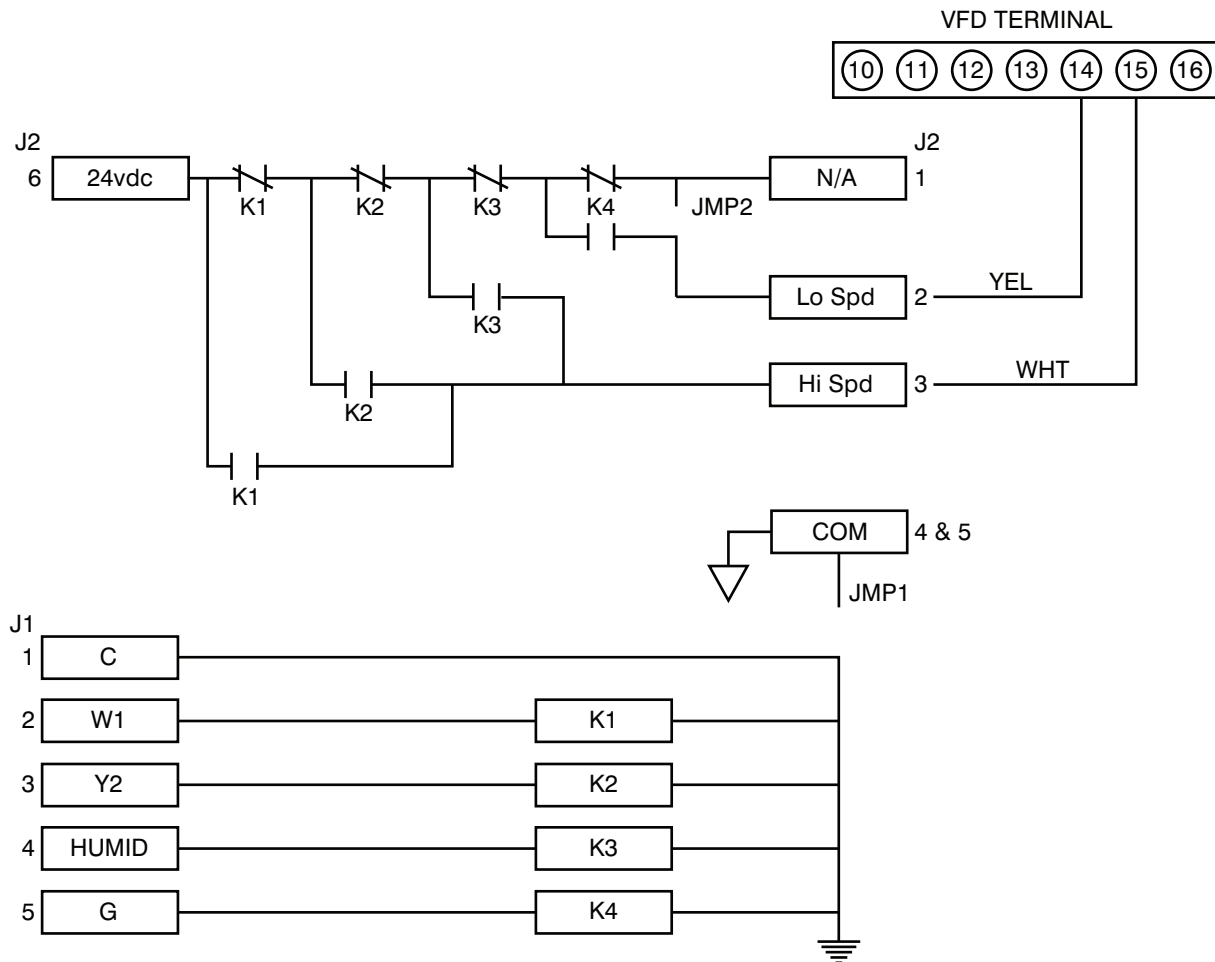 VFD TERMINAL
10 11 12 13 14 15 16
J2 J2
6 24vdc K1 K2 K3 K4 JMP2 N/A 1
Lo Spd 2 YEL
K3
Hi Spd 3 WHT
K2
K1
COM 4 & 5
JMP1
J1
1 C
2 W1 K1
3 Y2 K2
4 HUMID K3
5 G K4